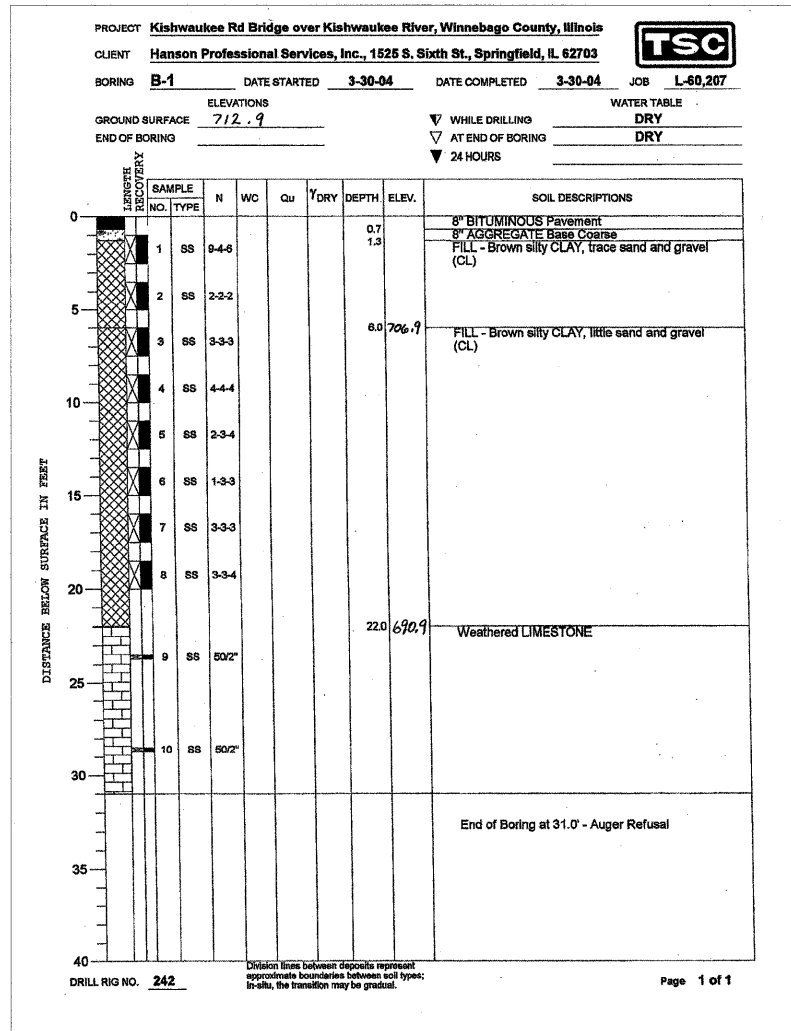 PROJECT Kishwaukee Rd Bridge over Kishwaukee River, Winnebago County, Illinois
TSC
CLIENT Hanson Professional Services, Inc., 1525 S. Sixth St., Springfield, IL 62703
BORING B-1 DATE STARTED 3-30-04 DATE COMPLETED 3-30-04 JOB L-60,207
ELEVATIONS WATER TABLE
GROUND SURFACE 712.9 WHILE DRILLING DRY
END OF BORING AT END OF BORING DRY
24 HOURS
LENGTH
RECOVERY
SAMPLE
NO. TYPE N WC Qu γDRY DEPTH ELEV. SOIL DESCRIPTIONS
DISTANCE BELOW SURFACE IN FEET
0
8" BITUMINOUS Pavement
0.7 8" AGGREGATE Base Coarse
1.3 FILL - Brown silty CLAY, trace sand and gravel
(CL)
1 SS 9-4-6
2 SS 2-2-2
5
6.0 706.9 FILL - Brown silty CLAY, little sand and gravel
(CL)
3 SS 3-3-3
4 SS 4-4-4
10
5 SS 2-3-4
6 SS 1-3-3
15
7 SS 3-3-3
8 SS 3-3-4
20
22.0 690.9 Weathered LIMESTONE
9 SS 50/2"
25
10 SS 50/2"
30
End of Boring at 31.0' - Auger Refusal
35
40
Division lines between deposits represent
approximate boundaries between soil types;
In-situ, the transition may be gradual.
DRILL RIG NO. 242 Page 1 of 1